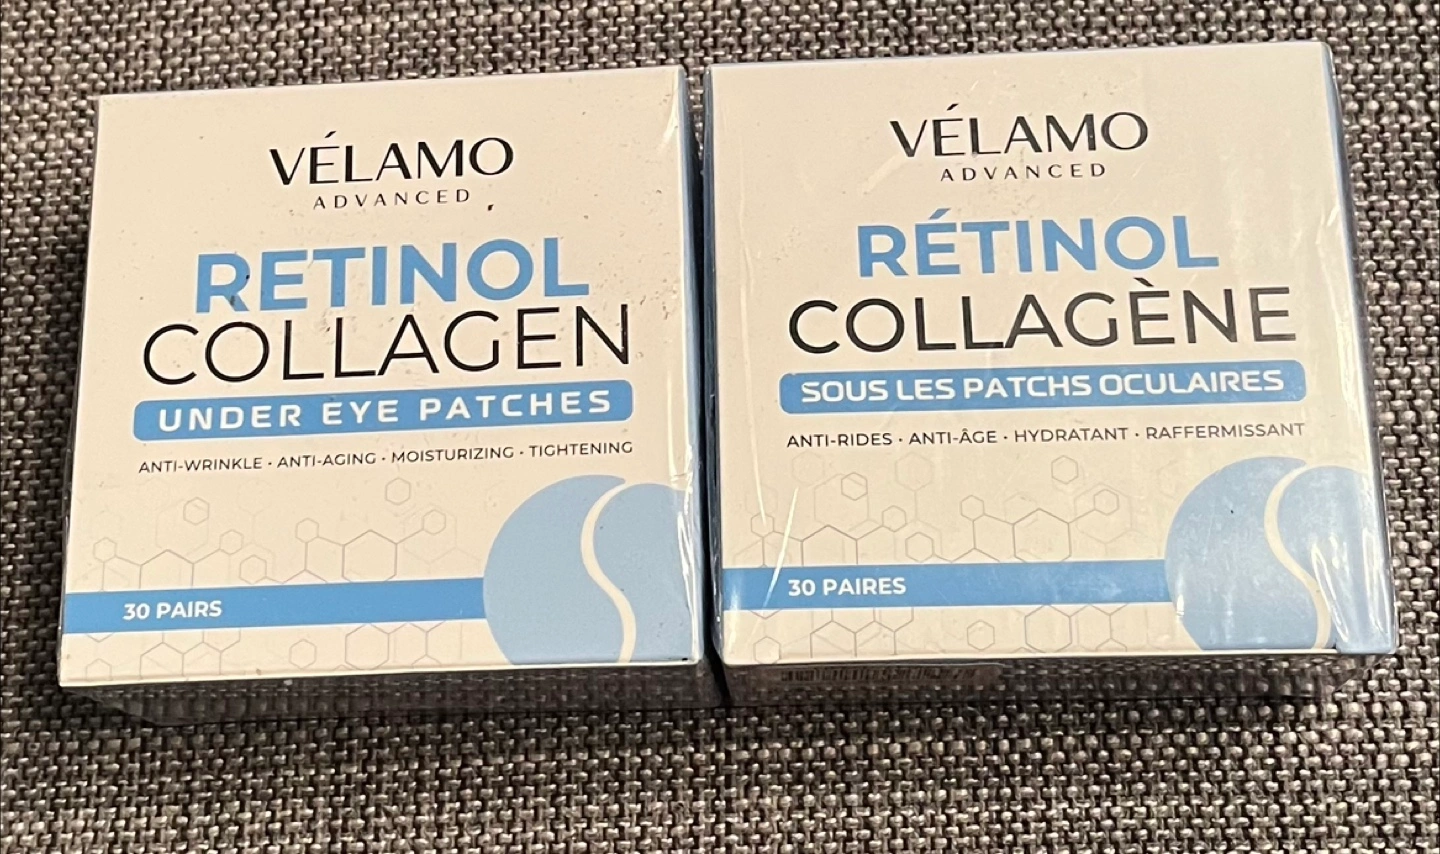 VÉLAMO
ADVANCED
RETINOL
COLLAGEN
UNDER EYE PATCHES
ANTI-WRINKLE · ANTI-AGING · MOISTURIZING · TIGHTENING
30 PAIRS
VÉLAMO
ADVANCED
RÉTINOL
COLLAGÈNE
SOUS LES PATCHS OCULAIRES
ANTI-RIDES · ANTI-ÂGE · HYDRATANT · RAFFERMISSANT
30 PAIRES